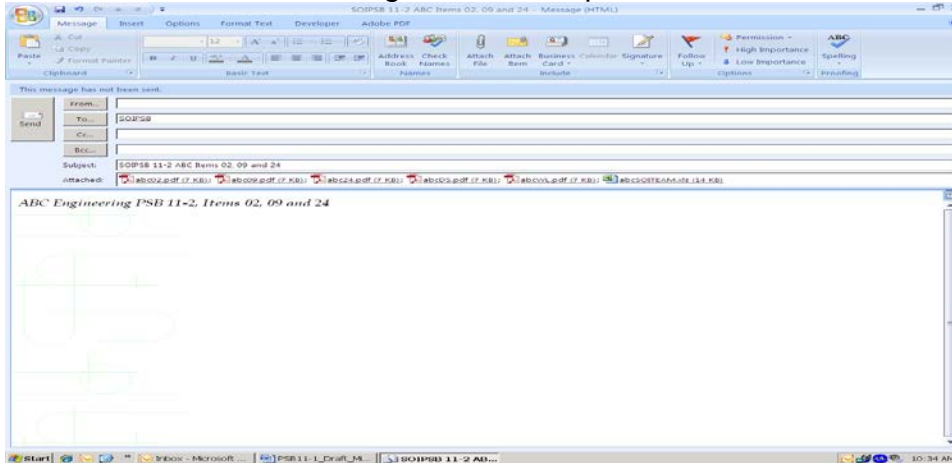 SOIPSB 11-2 ABC Items 02, 09 and 24 - Message (HTML)
Message Insert Options Format Text Developer Adobe PDF
Paste
Cut
Copy
Format Painter
Clipboard
12
B I U
Basic Text
Address Book
Check Names
Names
Attach File
Attach Item
Business Card
Calendar
Signature
Include
Follow Up
Permission
High Importance
Low Importance
Options
ABC
Spelling
Proofing
This message has not been sent.
Send
From...
To... SOIPSB
Cc...
Bcc...
Subject: SOIPSB 11-2 ABC Items 02, 09 and 24
Attached: abc02.pdf (7 KB); abc09.pdf (7 KB); abc24.pdf (7 KB); abcDS.pdf (7 KB); abcWL.pdf (7 KB); abcSOITEAM.xls (14 KB)
ABC Engineering PSB 11-2, Items 02, 09 and 24
Start
Inbox - Microsoft ...
PSB11-1_Draft_M...
SOIPSB 11-2 AB...
10:34 AM